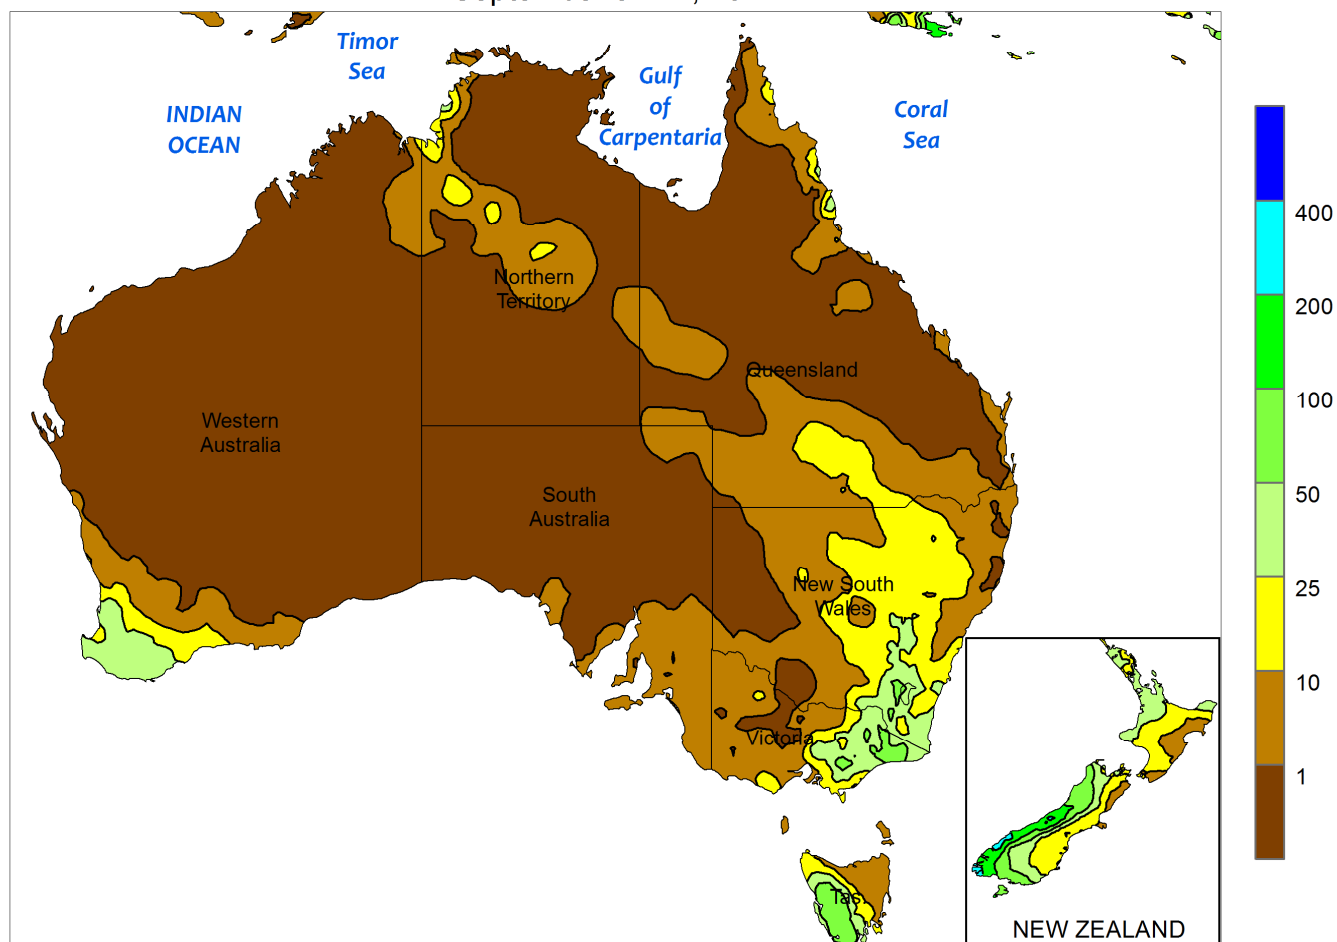 Timor
Sea
Gulf
of
Carpentaria
INDIAN
OCEAN
Coral
Sea
400
200
100
50
25
10
1
Northern
Territory
Queensland
Western
Australia
South
Australia
New South
Wales
Victoria
Tas.
NEW ZEALAND